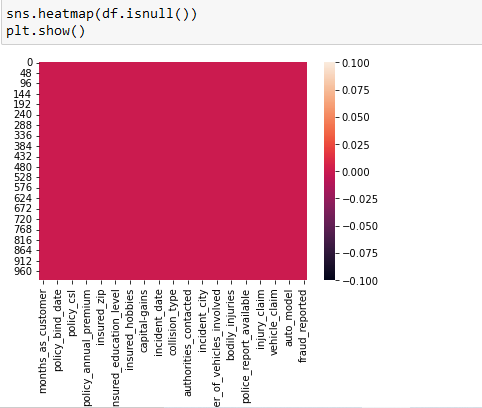 sns.heatmap(df.isnull())
plt.show()
0
48
96
144
192
240
288
336
384
432
480
528
576
624
672
720
768
816
864
912
960
0.100
0.075
0.050
0.025
0.000
-0.025
-0.050
-0.075
-0.100
months_as_customer
policy_bind_date
policy_csl
policy_annual_premium
insured_zip
nsured_education_level
insured_hobbies
capital-gains
incident_date
collision_type
authorities_contacted
incident_city
er_of_vehicles_involved
bodily_injuries
police_report_available
injury_claim
vehicle_claim
auto_model
fraud_reported